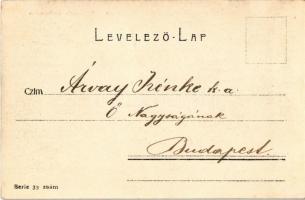 LEVELEZŐ-LAP
Czím Árvay Irénke k.a.
Ő Nagyságának
Budapest.
Serie 33 szám